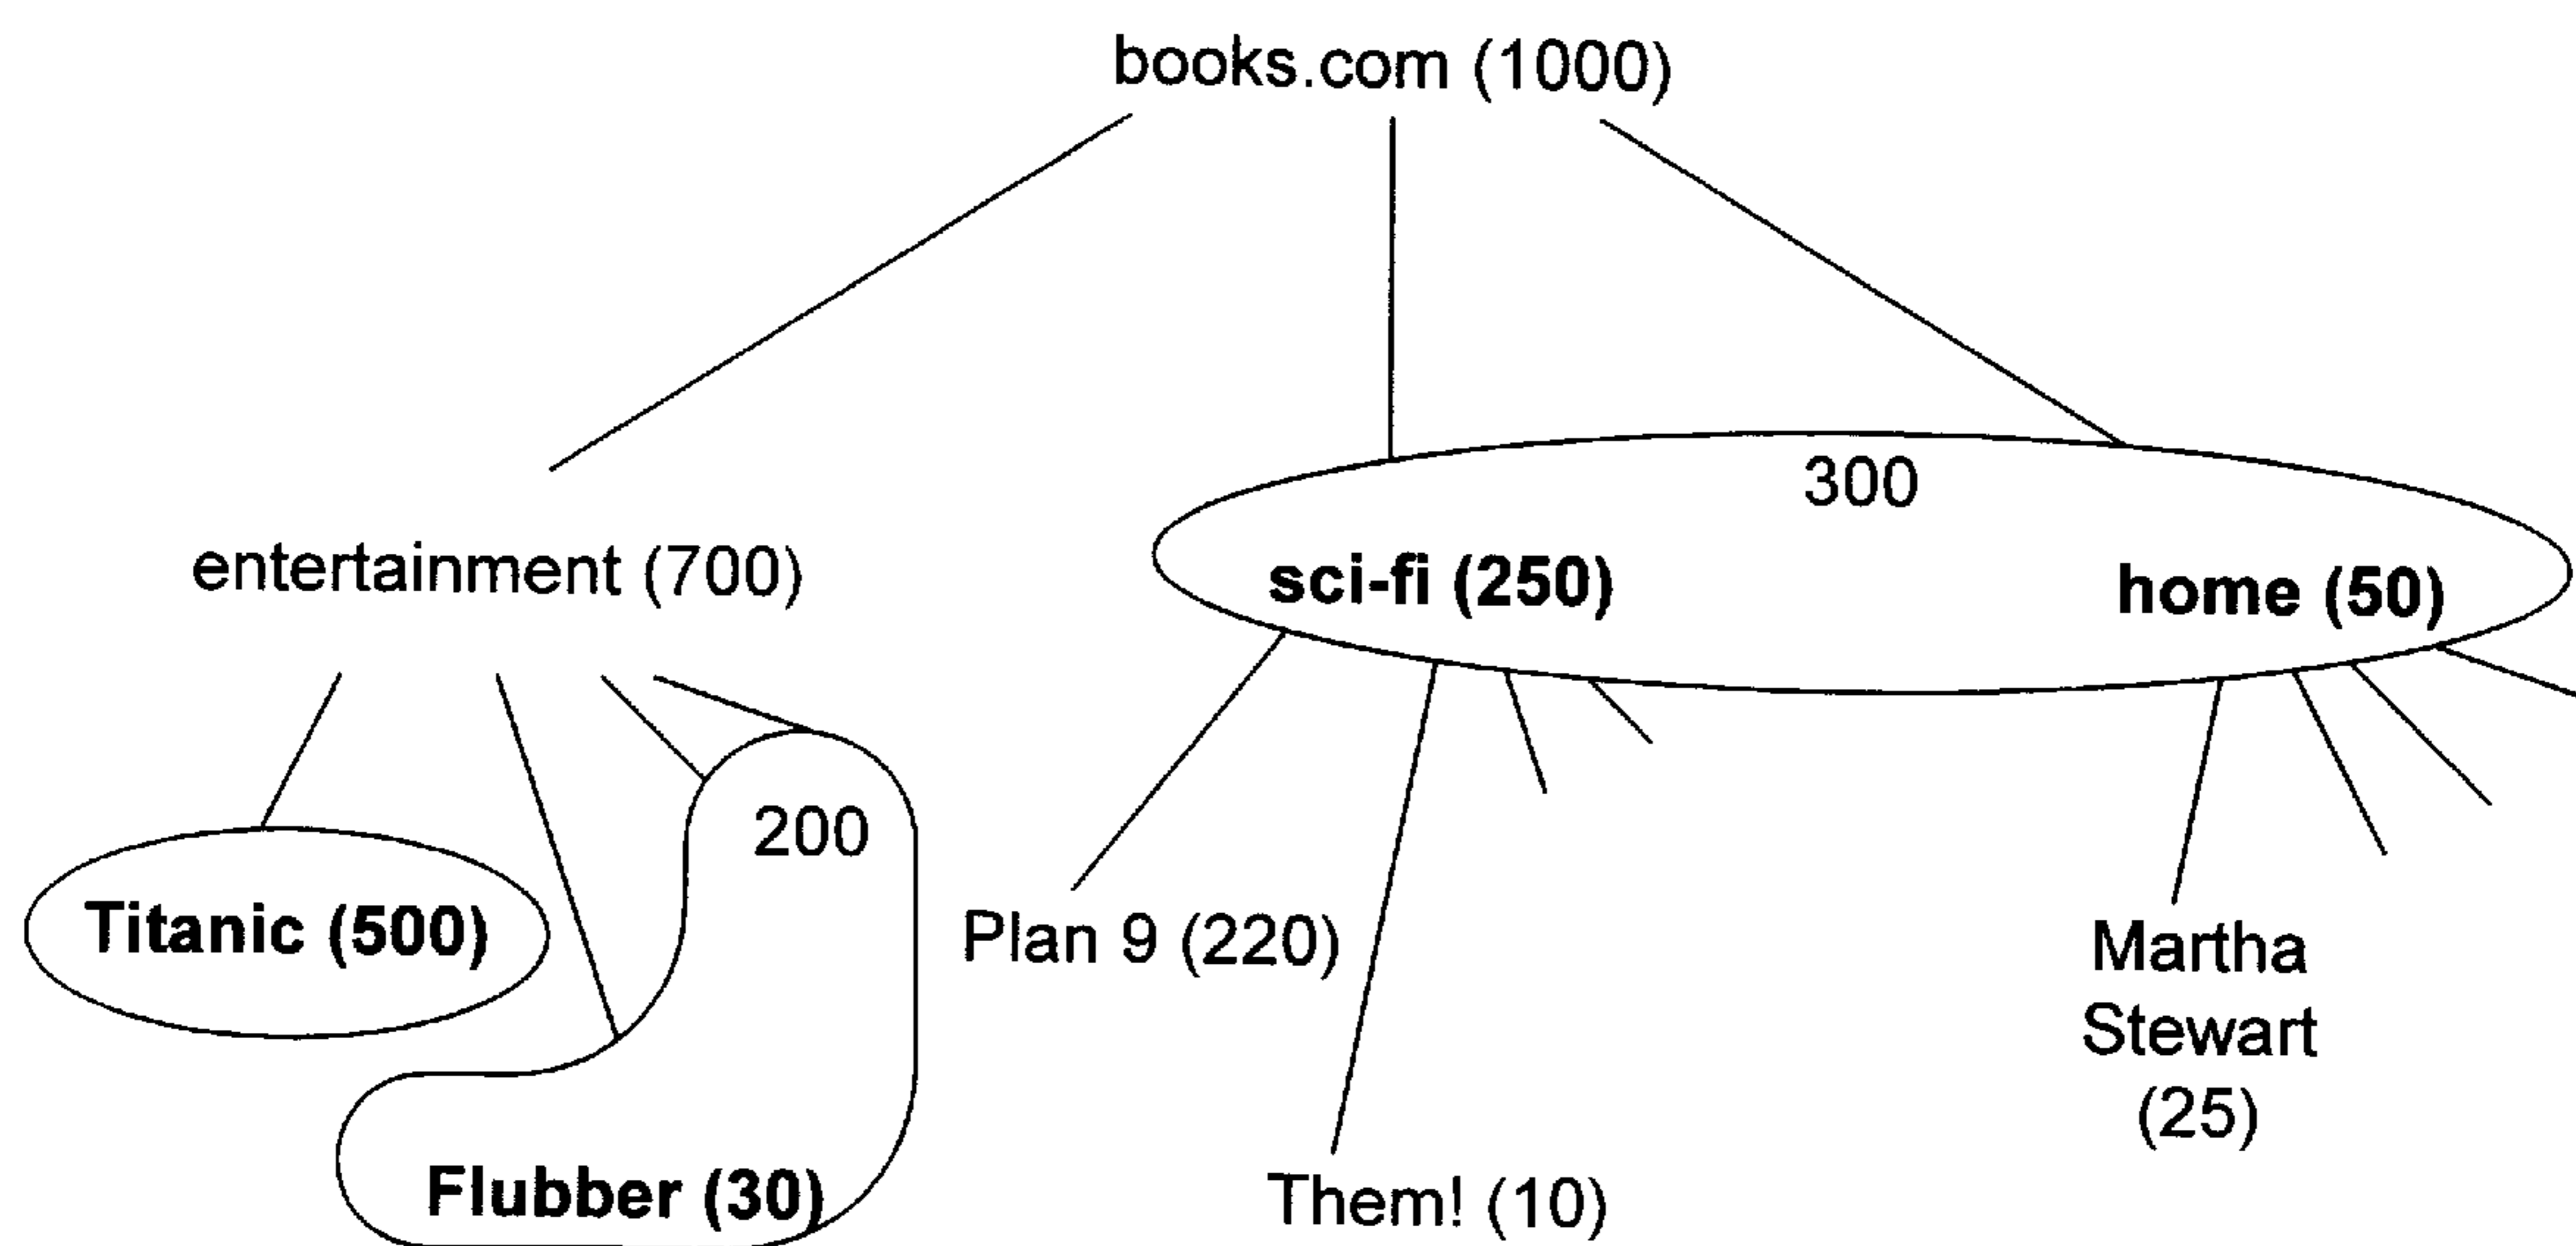 books.com (1000)
300
entertainment (700)
sci-fi (250)
home (50)
200
Titanic (500)
Plan 9 (220)
Martha
Stewart
(25)
Flubber (30)
Them! (10)